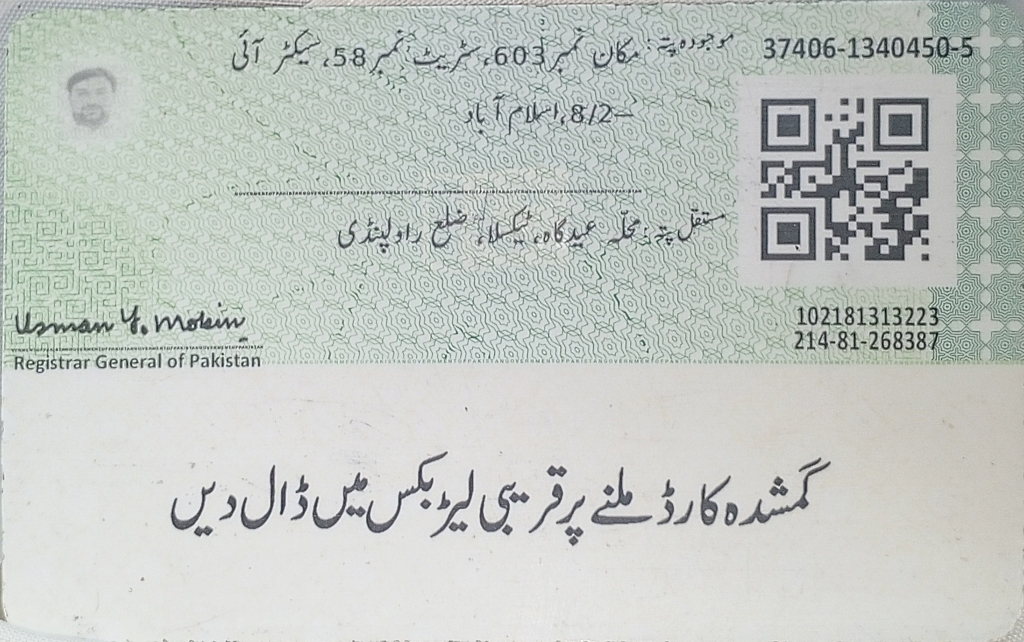 37406-1340450-5
موجودہ پتہ: مکان نمبر 603، سٹریٹ نمبر 58، سیکٹر آئی
8/2، اسلام آباد
مستقل پتہ: محلّہ عیدگاہ، ٹیکسلا، ضلع راولپنڈی
102181313223
214-81-268387
Usman Y. Mobin
Registrar General of Pakistan
گمشدہ کارڈ ملنے پر قریبی لیٹر بکس میں ڈال دیں